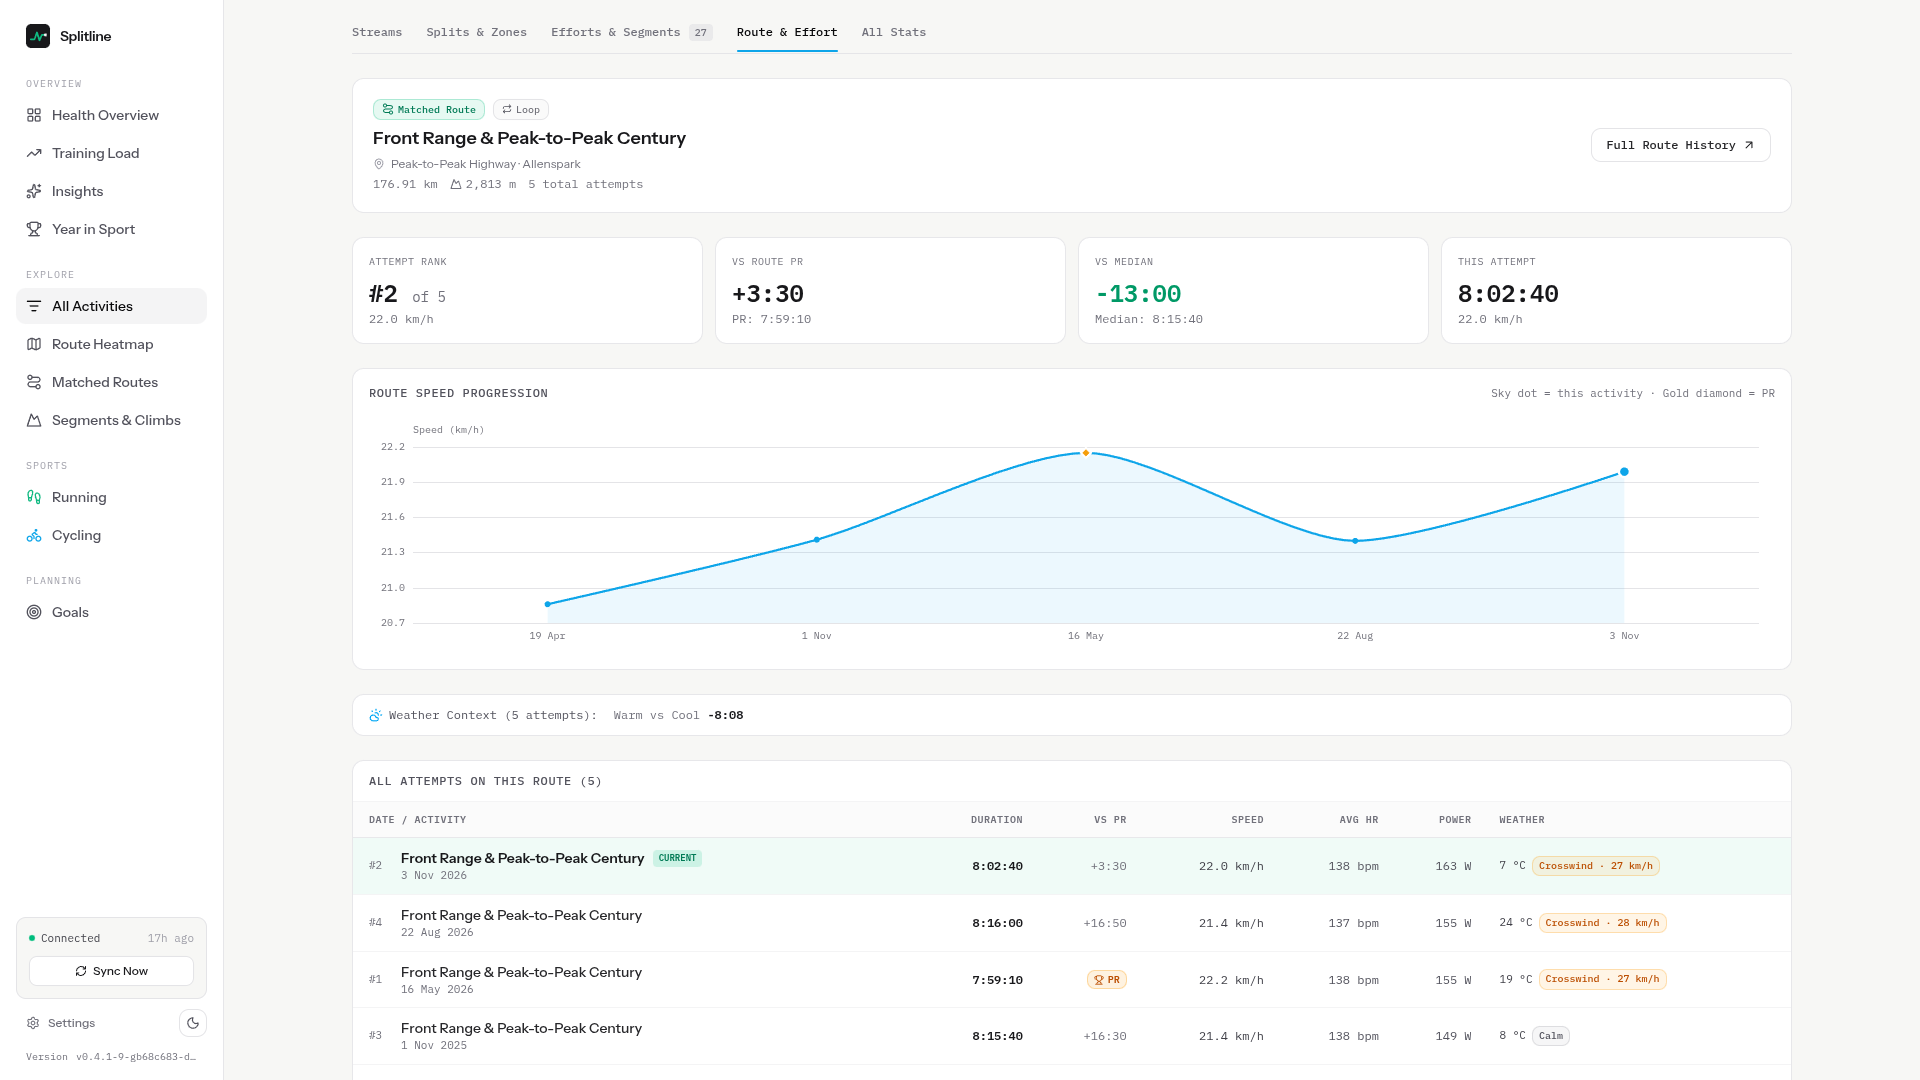 Splitline
OVERVIEW
Health Overview
Training Load
Insights
Year in Sport
EXPLORE
All Activities
Route Heatmap
Matched Routes
Segments & Climbs
SPORTS
Running
Cycling
PLANNING
Goals
Connected 17h ago
Sync Now
Settings
Version v0.4.1-9-gb68c683-d…
Streams Splits & Zones Efforts & Segments 27 Route & Effort All Stats
Matched Route Loop
Front Range & Peak-to-Peak Century
Peak-to-Peak Highway · Allenspark
176.91 km 2,813 m 5 total attempts
Full Route History
ATTEMPT RANK
#2 of 5
22.0 km/h
VS ROUTE PR
+3:30
PR: 7:59:10
VS MEDIAN
-13:00
Median: 8:15:40
THIS ATTEMPT
8:02:40
22.0 km/h
ROUTE SPEED PROGRESSION
Sky dot = this activity · Gold diamond = PR
Speed (km/h)
22.2
21.9
21.6
21.3
21.0
20.7
19 Apr 1 Nov 16 May 22 Aug 3 Nov
Weather Context (5 attempts): Warm vs Cool -8:08
ALL ATTEMPTS ON THIS ROUTE (5)
DATE / ACTIVITY DURATION VS PR SPEED AVG HR POWER WEATHER
#2 Front Range & Peak-to-Peak Century CURRENT 8:02:40 +3:30 22.0 km/h 138 bpm 163 W 7 °C Crosswind · 27 km/h
3 Nov 2026
#4 Front Range & Peak-to-Peak Century 8:16:00 +16:50 21.4 km/h 137 bpm 155 W 24 °C Crosswind · 28 km/h
22 Aug 2026
#1 Front Range & Peak-to-Peak Century 7:59:10 PR 22.2 km/h 138 bpm 155 W 19 °C Crosswind · 27 km/h
16 May 2026
#3 Front Range & Peak-to-Peak Century 8:15:40 +16:30 21.4 km/h 138 bpm 149 W 8 °C Calm
1 Nov 2025